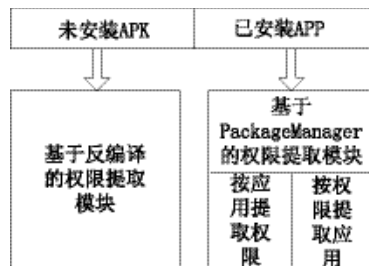 未安装APK
已安装APP
基于反编译
的权限提取
模块
基于
PackageManager
的权限提取模块
按应
用提
取权
限
按权
限提
取应
用